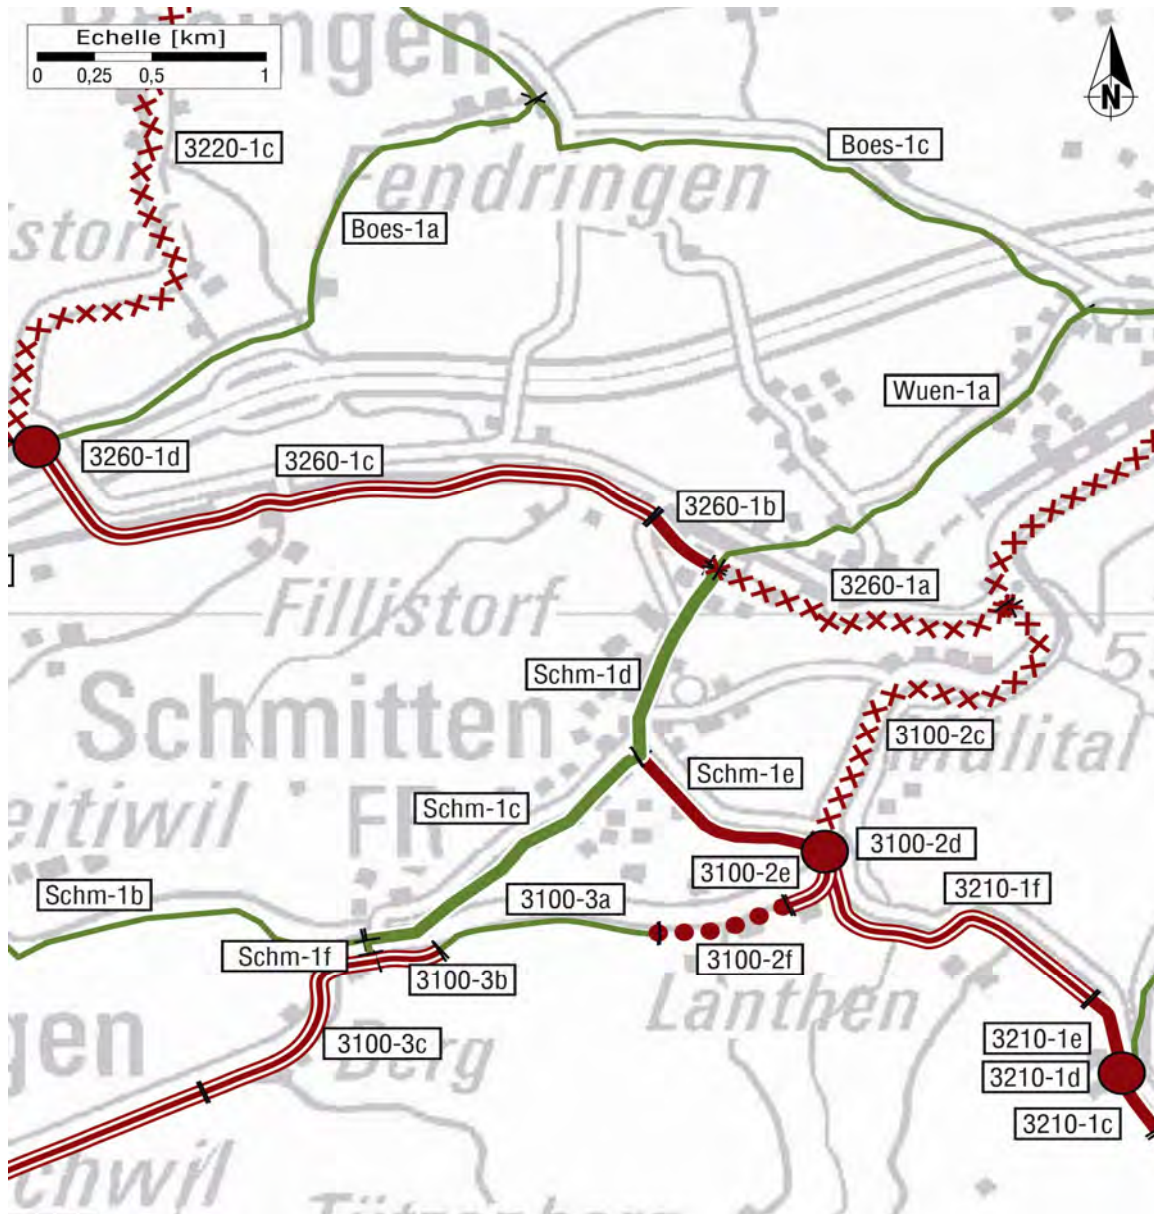 Echelle [km]
0 0,25 0,5 1
N
3220-1c
Boes-1c
Fendringen
Boes-1a
Wuen-1a
3260-1d
3260-1c
3260-1b
3260-1a
Fillistorf
Schm-1d
Schmitten
3100-2c
Schm-1e
Schm-1c
FR
3100-2d
3100-2e
Schm-1b
3100-3a
3210-1f
Schm-1f
3100-2f
3100-3b
Lanthen
3100-3c
Berg
3210-1e
3210-1d
3210-1c